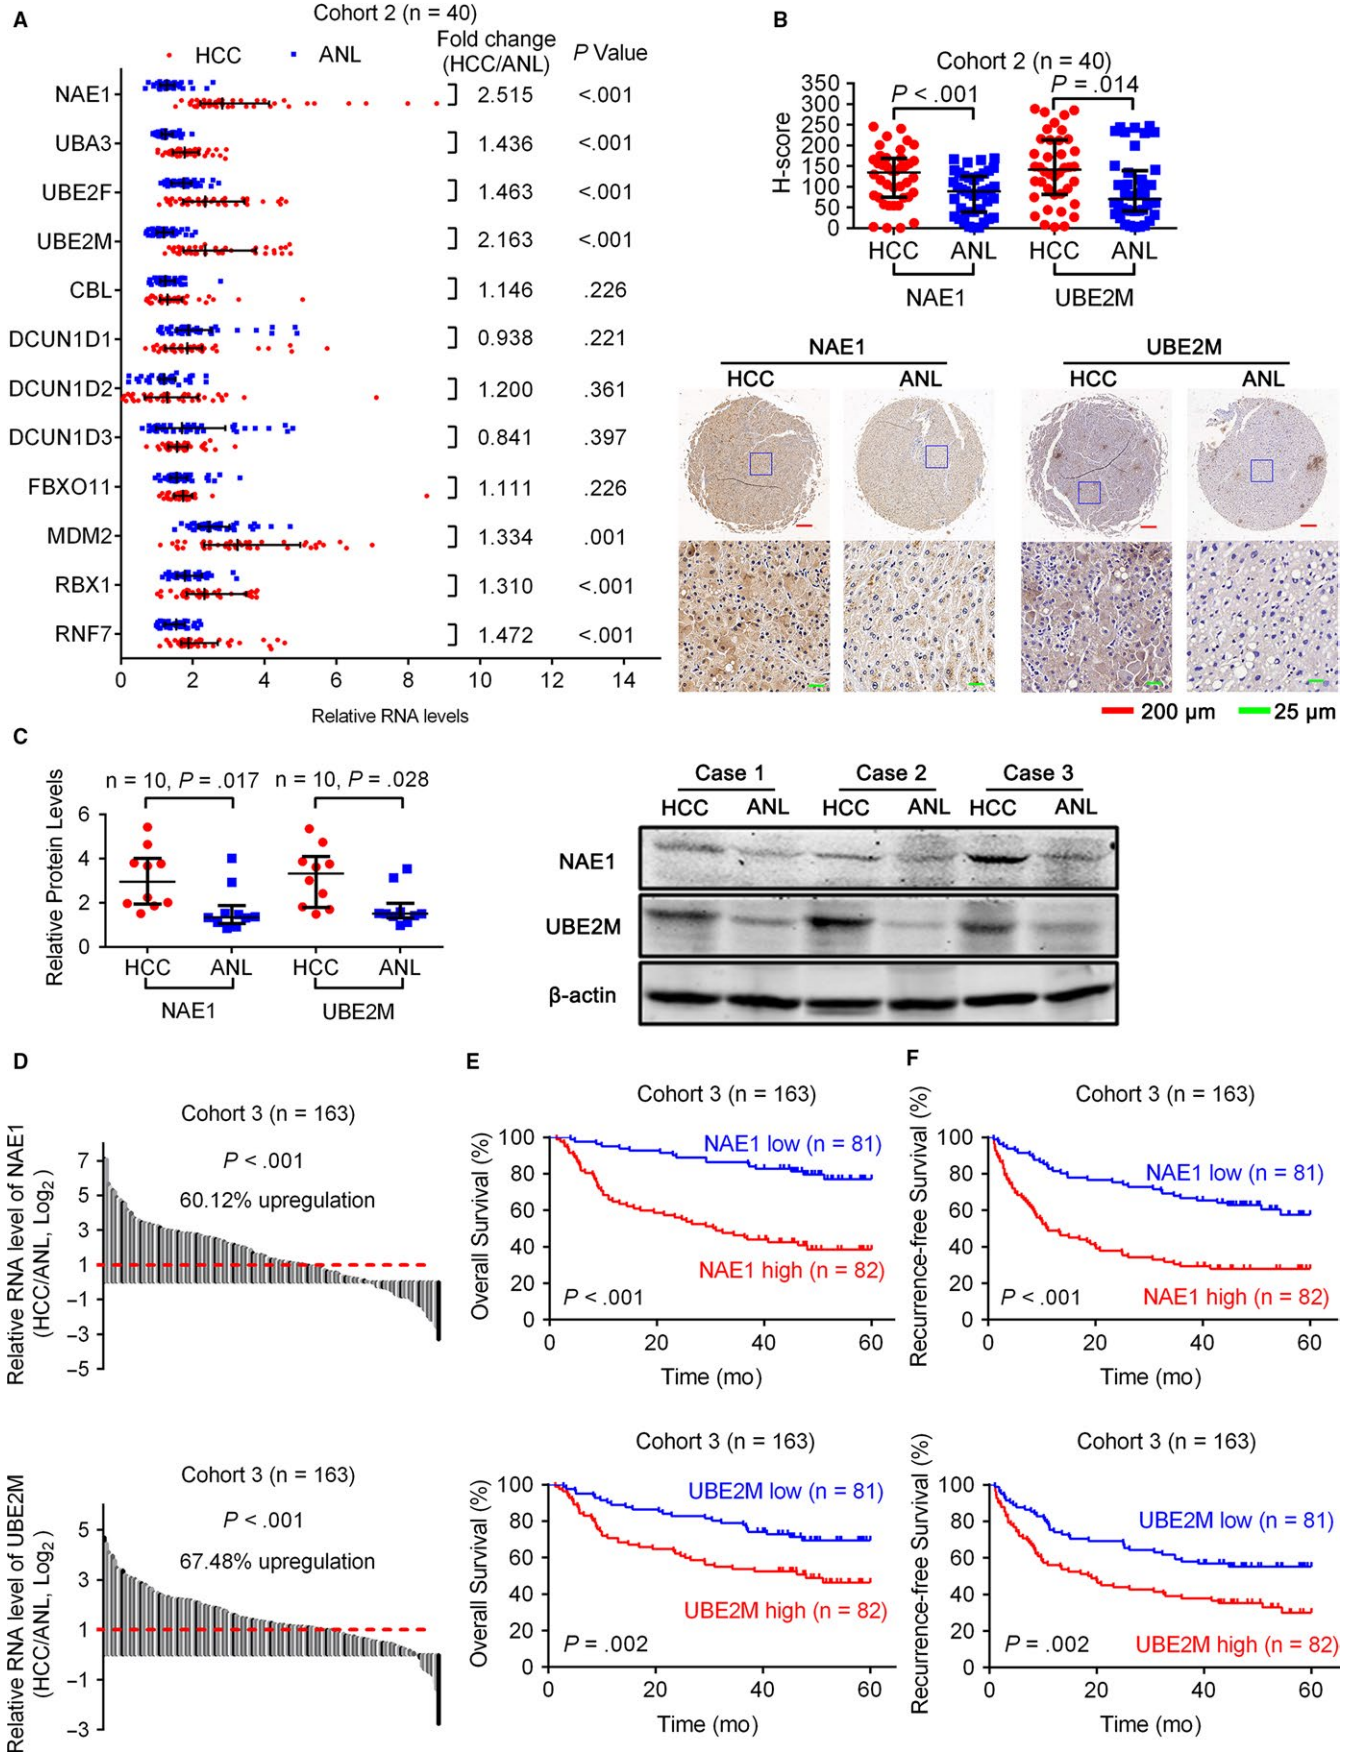 A
Cohort 2 (n = 40)
HCC ANL
Fold change
(HCC/ANL)
P Value
NAE1 2.515 <.001
UBA3 1.436 <.001
UBE2F 1.463 <.001
UBE2M 2.163 <.001
CBL 1.146 .226
DCUN1D1 0.938 .221
DCUN1D2 1.200 .361
DCUN1D3 0.841 .397
FBXO11 1.111 .226
MDM2 1.334 .001
RBX1 1.310 <.001
RNF7 1.472 <.001
0 2 4 6 8 10 12 14
Relative RNA levels
B
Cohort 2 (n = 40)
P < .001
P = .014
H-score
350
300
250
200
150
100
50
0
HCC ANL HCC ANL
NAE1 UBE2M
NAE1 UBE2M
HCC ANL HCC ANL
200 µm 25 µm
C
n = 10, P = .017 n = 10, P = .028
Relative Protein Levels
6
4
2
0
HCC ANL HCC ANL
NAE1 UBE2M
Case 1 Case 2 Case 3
HCC ANL HCC ANL HCC ANL
NAE1
UBE2M
β-actin
D
Cohort 3 (n = 163)
P < .001
60.12% upregulation
Relative RNA level of NAE1
(HCC/ANL, Log2)
7
5
3
1
−1
−3
−5
Cohort 3 (n = 163)
P < .001
67.48% upregulation
Relative RNA level of UBE2M
(HCC/ANL, Log2)
5
3
1
−1
−3
E
Cohort 3 (n = 163)
Overall Survival (%)
100
80
60
40
20
0
NAE1 low (n = 81)
NAE1 high (n = 82)
P < .001
0 20 40 60
Time (mo)
Cohort 3 (n = 163)
Overall Survival (%)
100
80
60
40
20
0
UBE2M low (n = 81)
UBE2M high (n = 82)
P = .002
0 20 40 60
Time (mo)
F
Cohort 3 (n = 163)
Recurrence-free Survival (%)
100
80
60
40
20
0
NAE1 low (n = 81)
NAE1 high (n = 82)
P < .001
0 20 40 60
Time (mo)
Cohort 3 (n = 163)
Recurrence-free Survival (%)
100
80
60
40
20
0
UBE2M low (n = 81)
UBE2M high (n = 82)
P = .002
0 20 40 60
Time (mo)